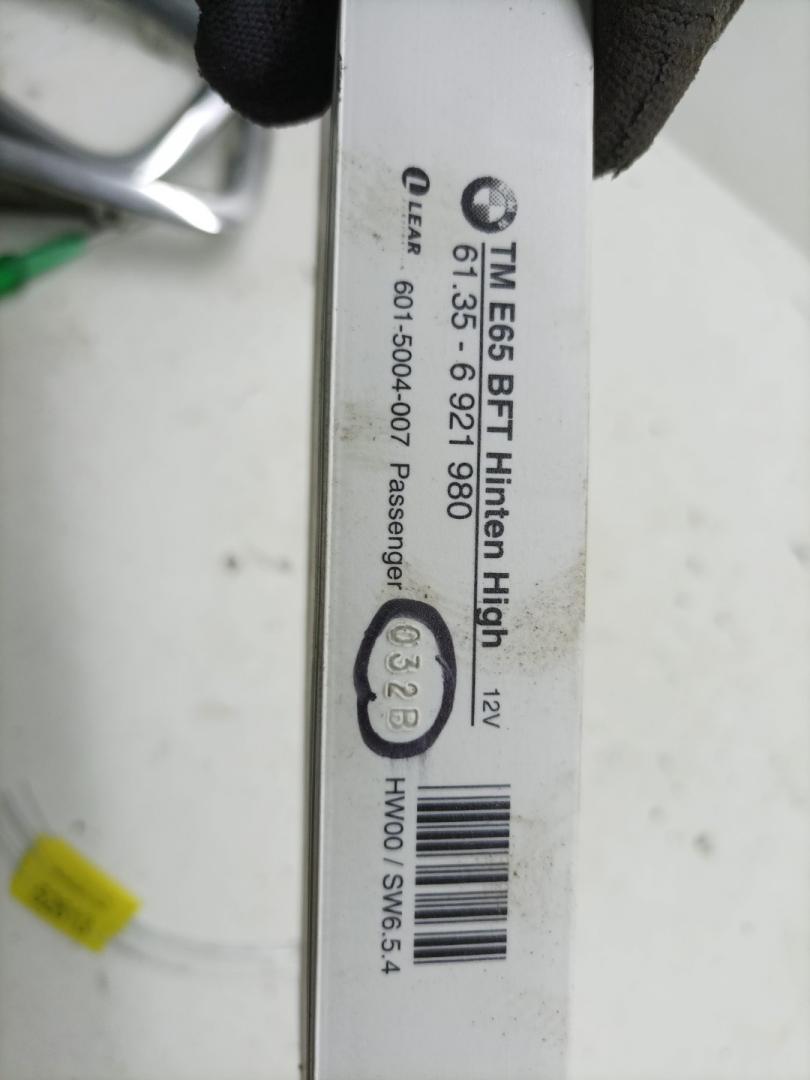 TM E65 BFT Hinten High 12V
61.35 - 6 921 980
LEAR 601-5004-007 Passenger 032B HW00 / SW6.5.4